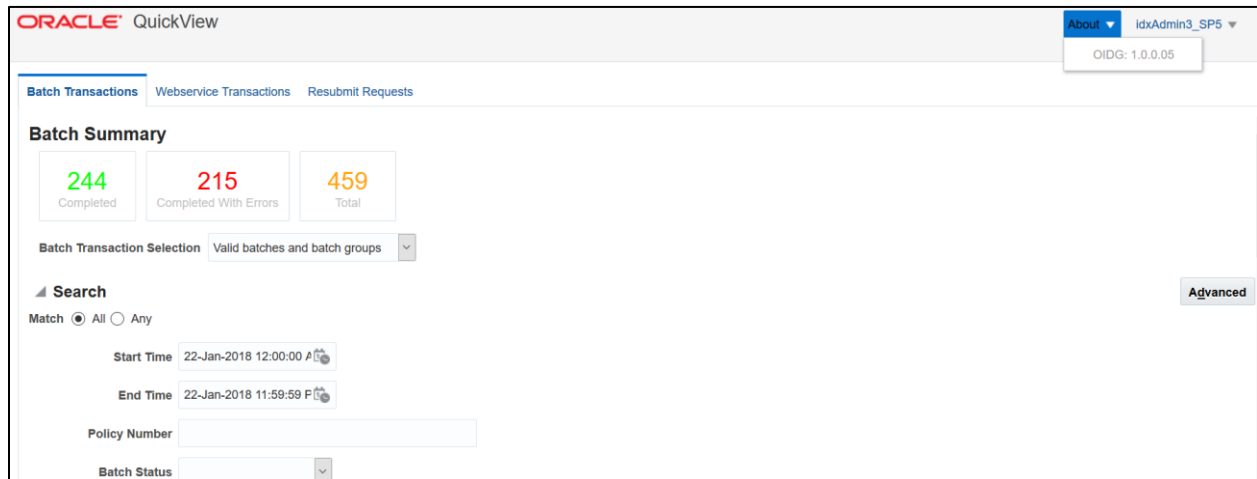 ORACLE QuickView
About idxAdmin3_SP5
OIDG: 1.0.0.05
Batch Transactions Webservice Transactions Resubmit Requests
Batch Summary
244 215 459
Completed Completed With Errors Total
Batch Transaction Selection Valid batches and batch groups
Search Advanced
Match All Any
Start Time 22-Jan-2018 12:00:00 A
End Time 22-Jan-2018 11:59:59 P
Policy Number
Batch Status